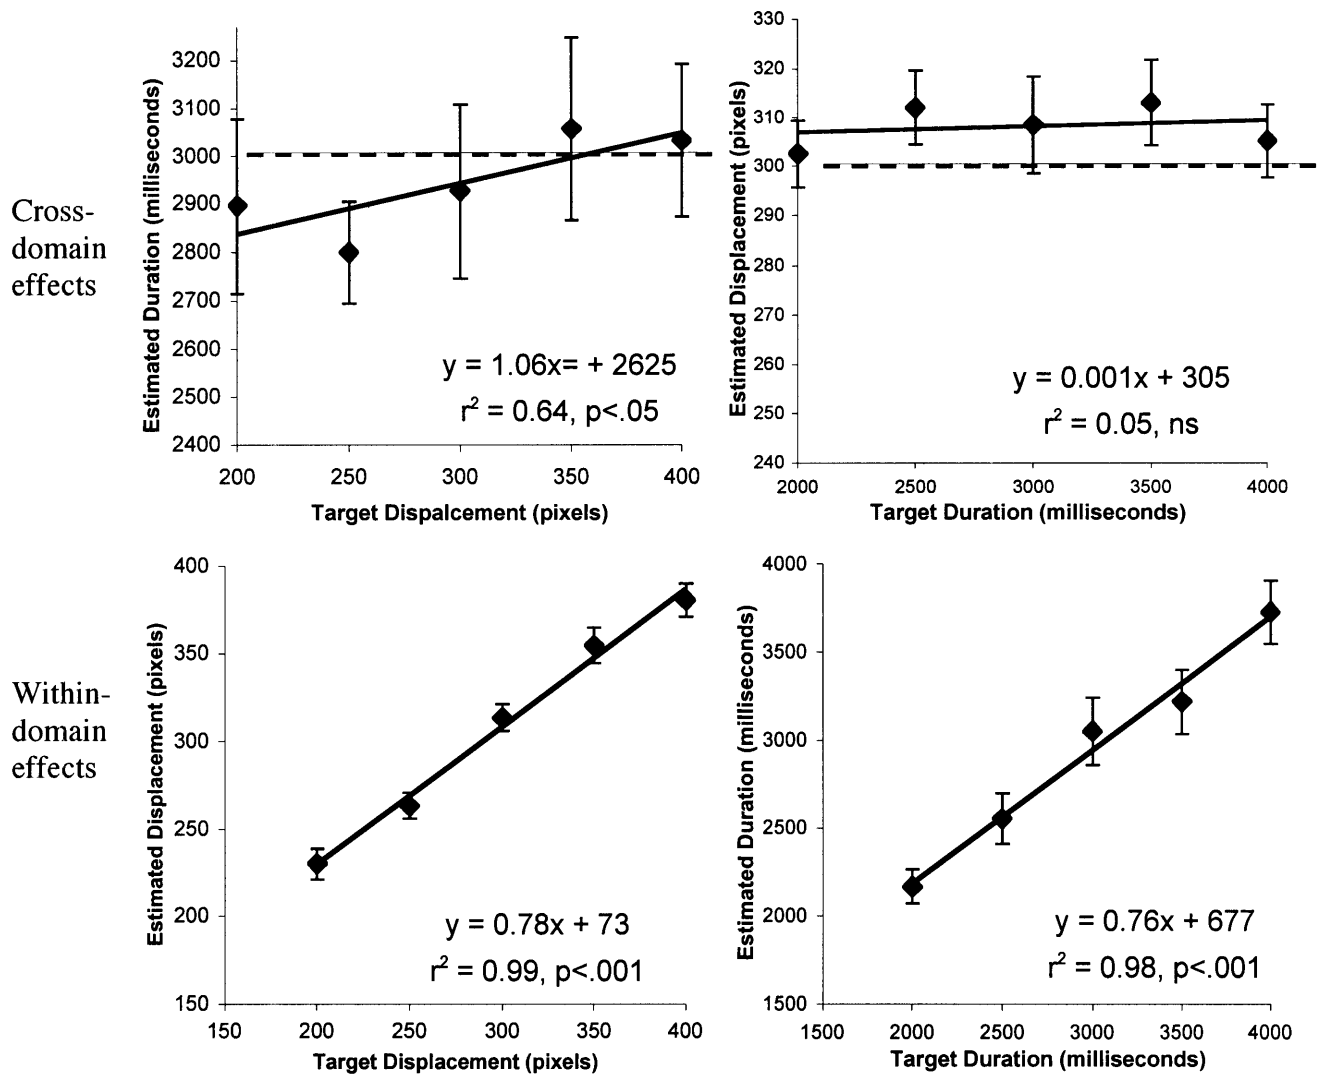 Cross-
domain
effects
Estimated Duration (milliseconds)
3200
3100
3000
2900
2800
2700
2600
2500
2400
y = 1.06x= + 2625
r² = 0.64, p<.05
200 250 300 350 400
Target Dispalcement (pixels)
Estimated Displacement (pixels)
330
320
310
300
290
280
270
260
250
240
y = 0.001x + 305
r² = 0.05, ns
2000 2500 3000 3500 4000
Target Duration (milliseconds)
Within-
domain
effects
Estimated Displacement (pixels)
400
350
300
250
200
150
y = 0.78x + 73
r² = 0.99, p<.001
150 200 250 300 350 400
Target Displacement (pixels)
Estimated Duration (milliseconds)
4000
3500
3000
2500
2000
1500
y = 0.76x + 677
r² = 0.98, p<.001
1500 2000 2500 3000 3500 4000
Target Duration (milliseconds)